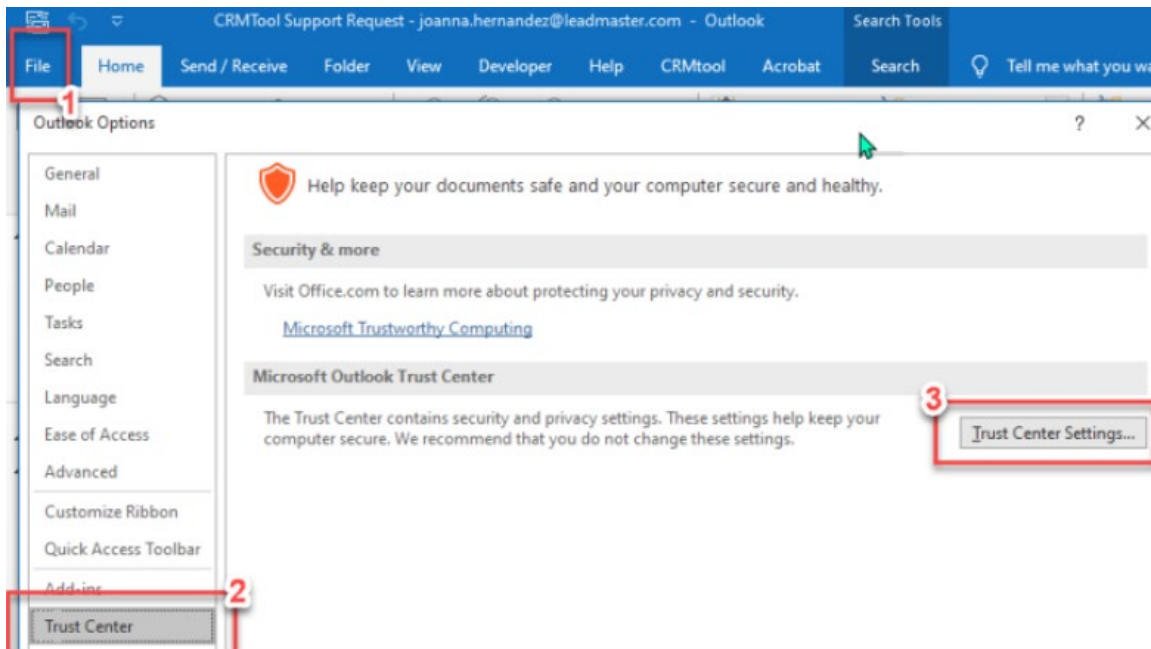 CRMTool Support Request - joanna.hernandez@leadmaster.com - Outlook Search Tools
File Home Send / Receive Folder View Developer Help CRMtool Acrobat Search Tell me what you wa
1
Outlook Options ?
General
Mail
Calendar
People
Tasks
Search
Language
Ease of Access
Advanced
Customize Ribbon
Quick Access Toolbar
Add-ins
2
Trust Center
Help keep your documents safe and your computer secure and healthy.
Security & more
Visit Office.com to learn more about protecting your privacy and security.
Microsoft Trustworthy Computing
Microsoft Outlook Trust Center
The Trust Center contains security and privacy settings. These settings help keep your
computer secure. We recommend that you do not change these settings.
3
Trust Center Settings...